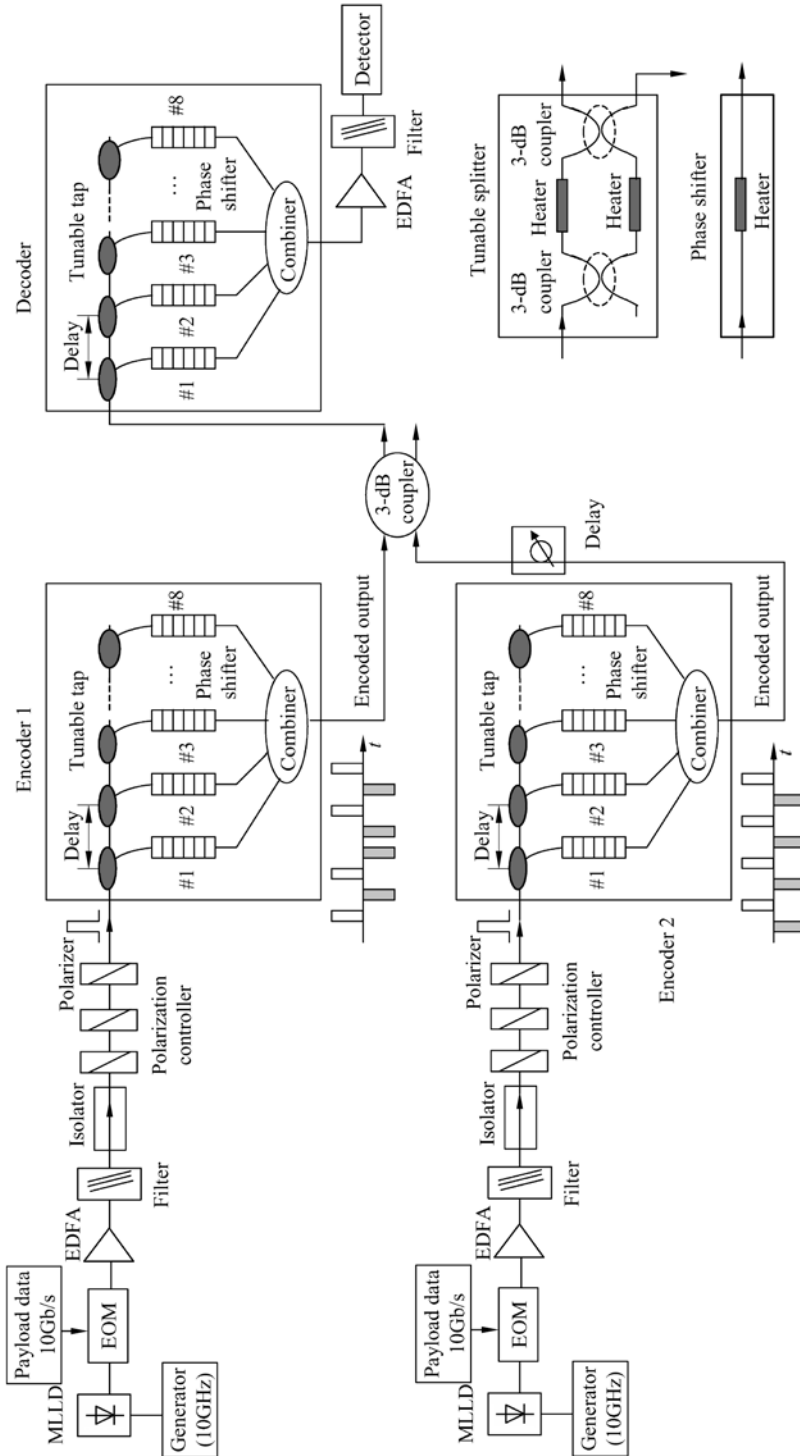 Payload data
10Gb/s
MLLD
EOM
Generator
(10GHz)
EDFA
Filter
Isolator
Polarization
controller
Polarizer
Encoder 1
Delay
Tunable tap
#1
#2
#3
...
#8
Phase
shifter
Combiner
Encoded output
t
Payload data
10Gb/s
MLLD
EOM
Generator
(10GHz)
EDFA
Filter
Isolator
Polarization
controller
Polarizer
Encoder 2
Delay
Tunable tap
#1
#2
#3
...
#8
Phase
shifter
Combiner
Encoded output
t
Delay
3-dB
coupler
Decoder
Delay
Tunable tap
#1
#2
#3
...
#8
Phase
shifter
Combiner
EDFA
Filter
Detector
Tunable splitter
3-dB
coupler
Heater
Heater
3-dB
coupler
Phase shifter
Heater